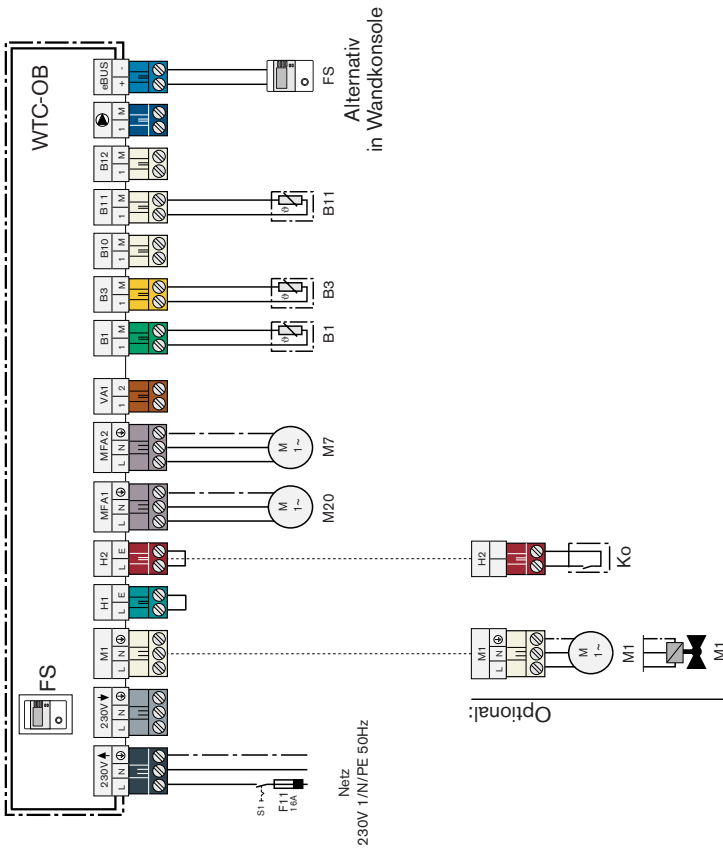 WTC-OB
FS
230V
L N
230V
L N
M1
L N
H1
L E
H2
L E
MFA1
L N
MFA2
L N
VA1
1 2
B1
1 M
B3
1 M
B10
1 M
B11
1 M
B12
1 M
1 M
eBUS
+ -
S1
F11
16A
Netz
230V 1/N/PE 50Hz
M
1~
M20
M
1~
M7
ϑ
B1
ϑ
B3
ϑ
B11
FS
Alternativ
in Wandkonsole
Optional:
M1
L N
M
1~
M1
M1
H2
Ko